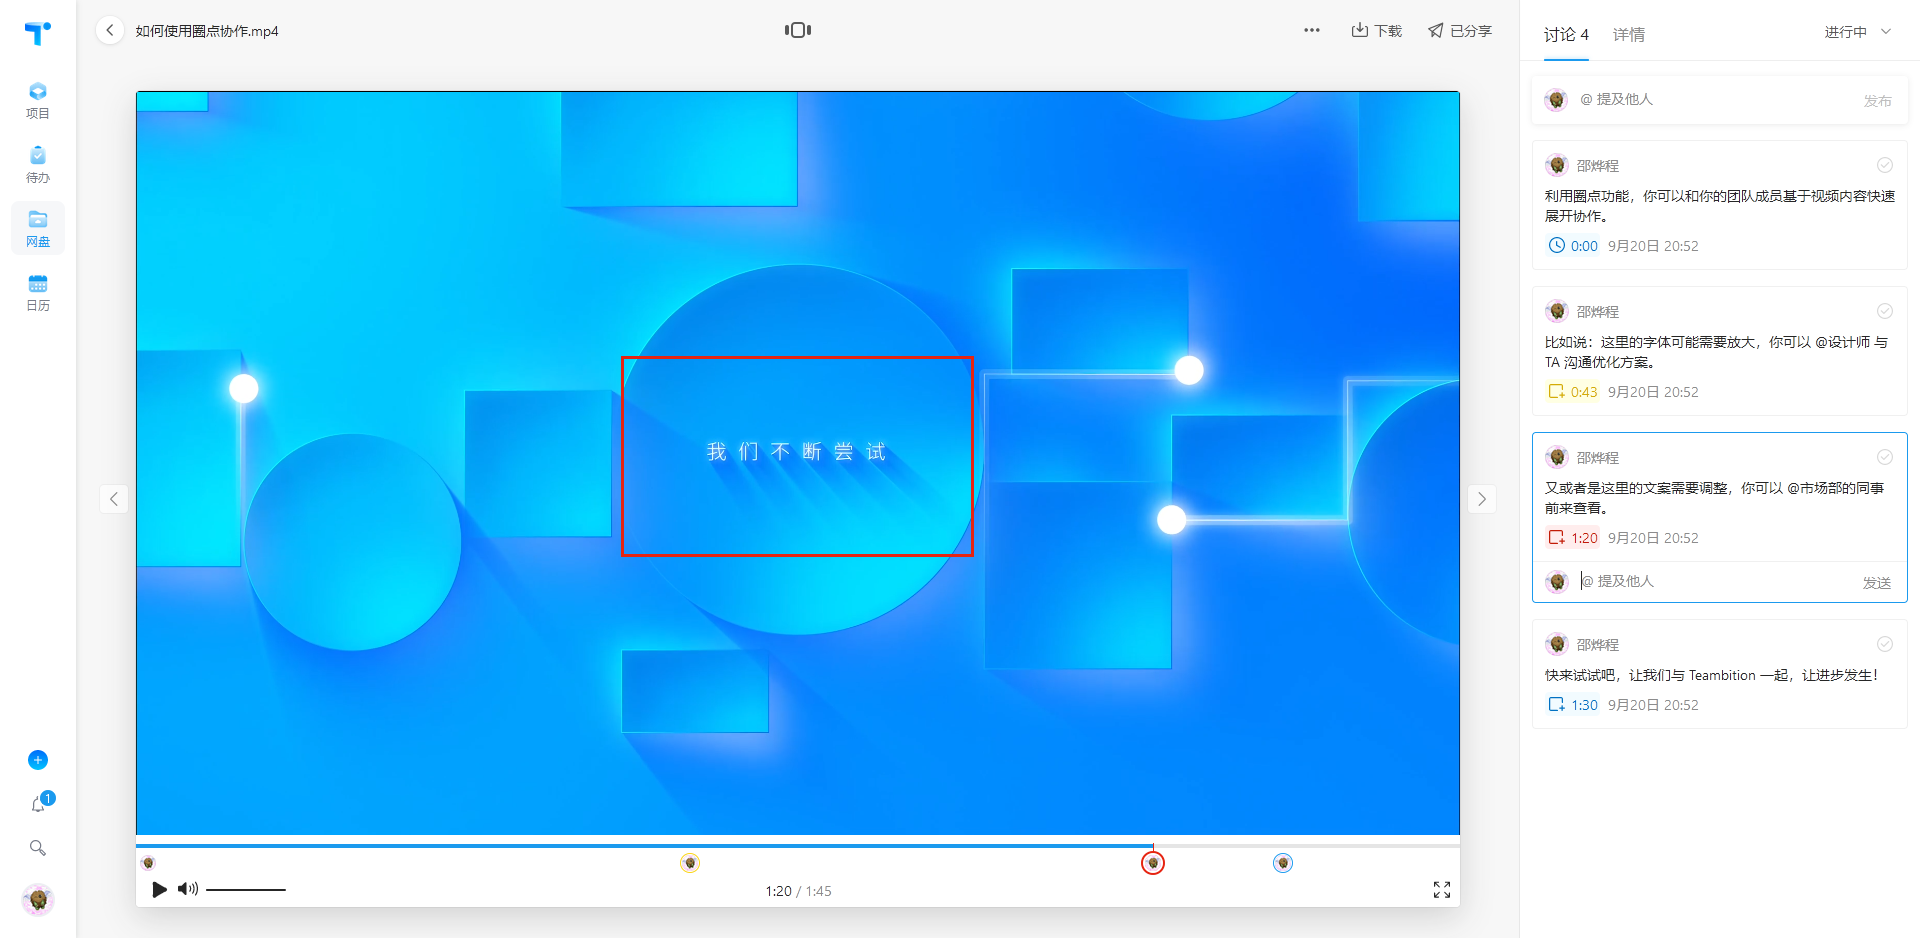 如何使用圈点协作.mp4
下载
已分享
讨论 4
详情
进行中
项目
待办
网盘
日历
1
我们不断尝试
1:20 / 1:45
@ 提及他人
发布
邵烨程
利用圈点功能，你可以和你的团队成员基于视频内容快速
展开协作。
0:00 9月20日 20:52
邵烨程
比如说：这里的字体可能需要放大，你可以 @设计师 与
TA 沟通优化方案。
0:43 9月20日 20:52
邵烨程
又或者是这里的文案需要调整，你可以 @市场部的同事
前来查看。
1:20 9月20日 20:52
@ 提及他人
发送
邵烨程
快来试试吧，让我们与 Teambition 一起，让进步发生！
1:30 9月20日 20:52